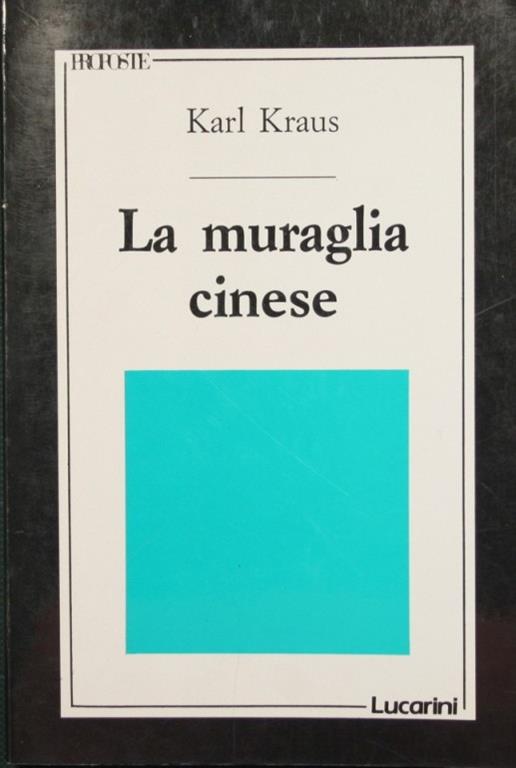 PROPOSTE
Karl Kraus
La muraglia
cinese
Lucarini